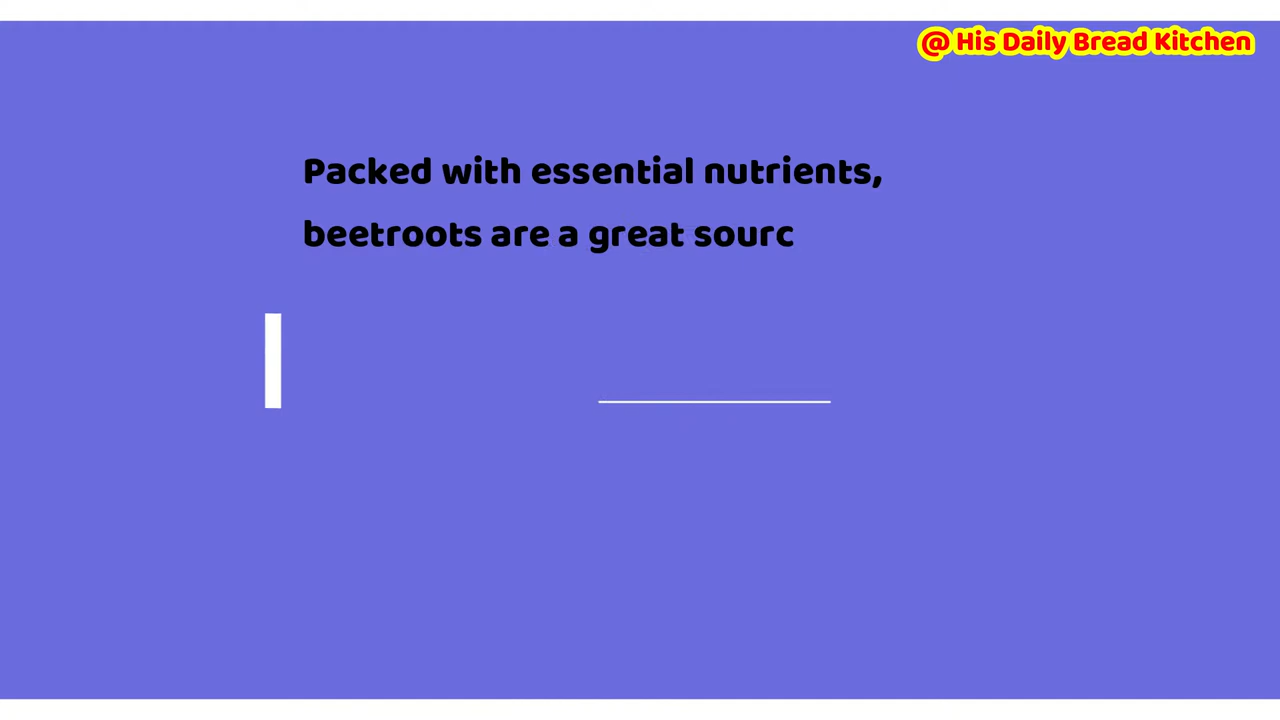 @ His Daily Bread Kitchen
Packed with essential nutrients,
beetroots are a great sourc